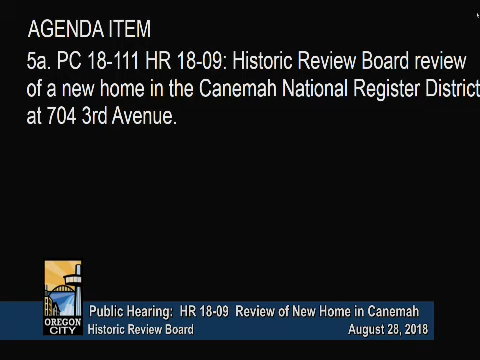 AGENDA ITEM
5a. PC 18-111 HR 18-09: Historic Review Board review
of a new home in the Canemah National Register District
at 704 3rd Avenue.
OREGON
CITY
Public Hearing: HR 18-09 Review of New Home in Canemah
Historic Review Board
August 28, 2018